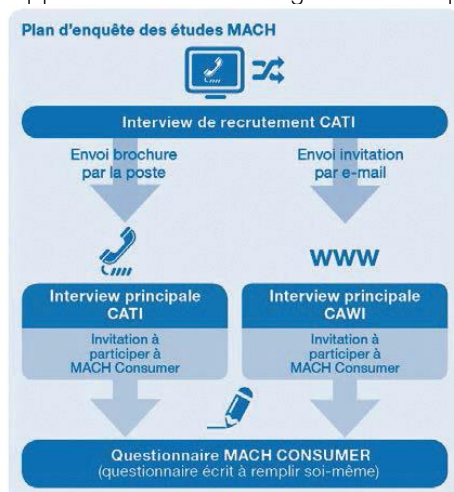 Plan d'enquête des études MACH
Interview de recrutement CATI
Envoi brochure
par la poste
Envoi invitation
par e-mail
WWW
Interview principale
CATI
Invitation à
participer à
MACH Consumer
Interview principale
CAWI
Invitation à
participer à
MACH Consumer
Questionnaire MACH CONSUMER
(questionnaire écrit à remplir soi-même)